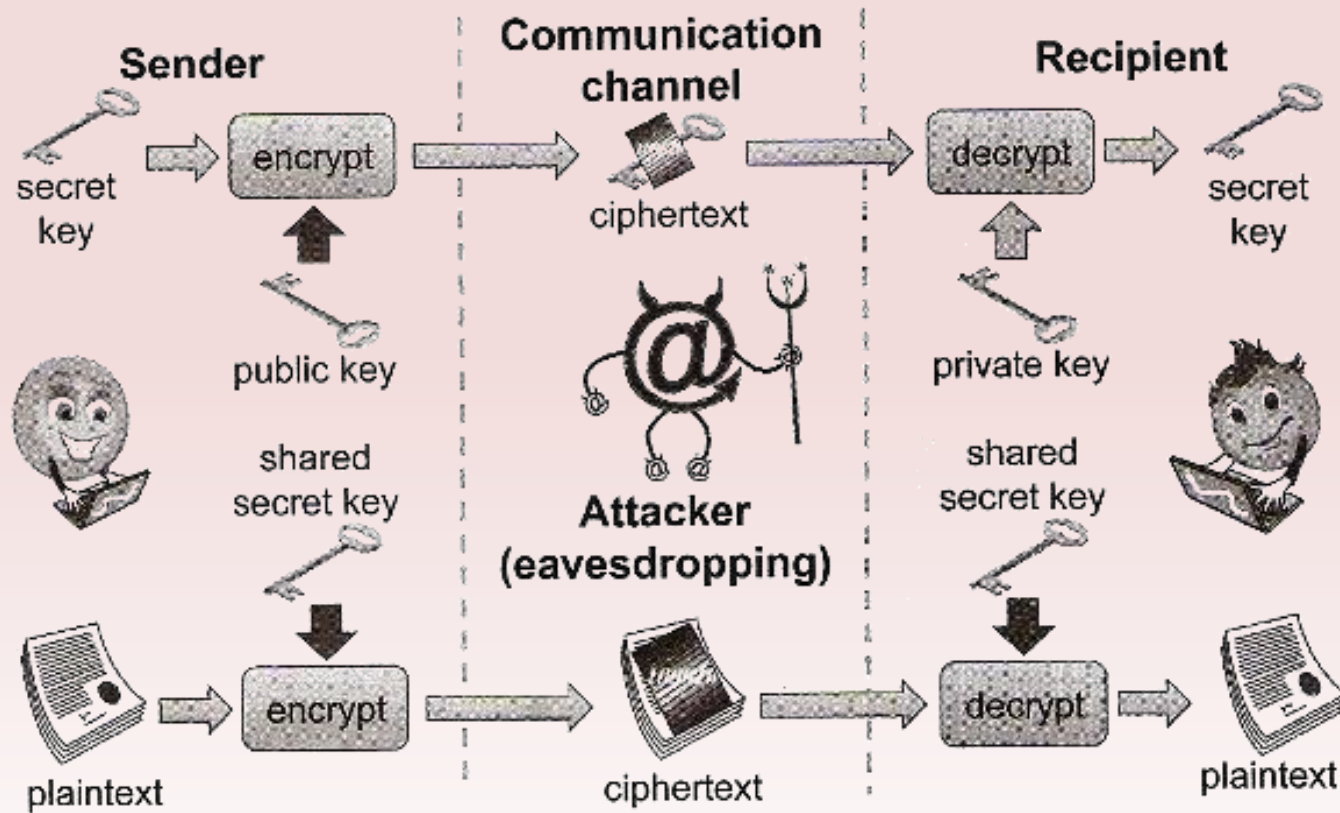 Sender
Communication
channel
Recipient
secret
key
encrypt
ciphertext
decrypt
secret
key
public key
@
private key
@
@ @
shared
secret key
Attacker
(eavesdropping)
shared
secret key
plaintext
encrypt
ciphertext
decrypt
plaintext